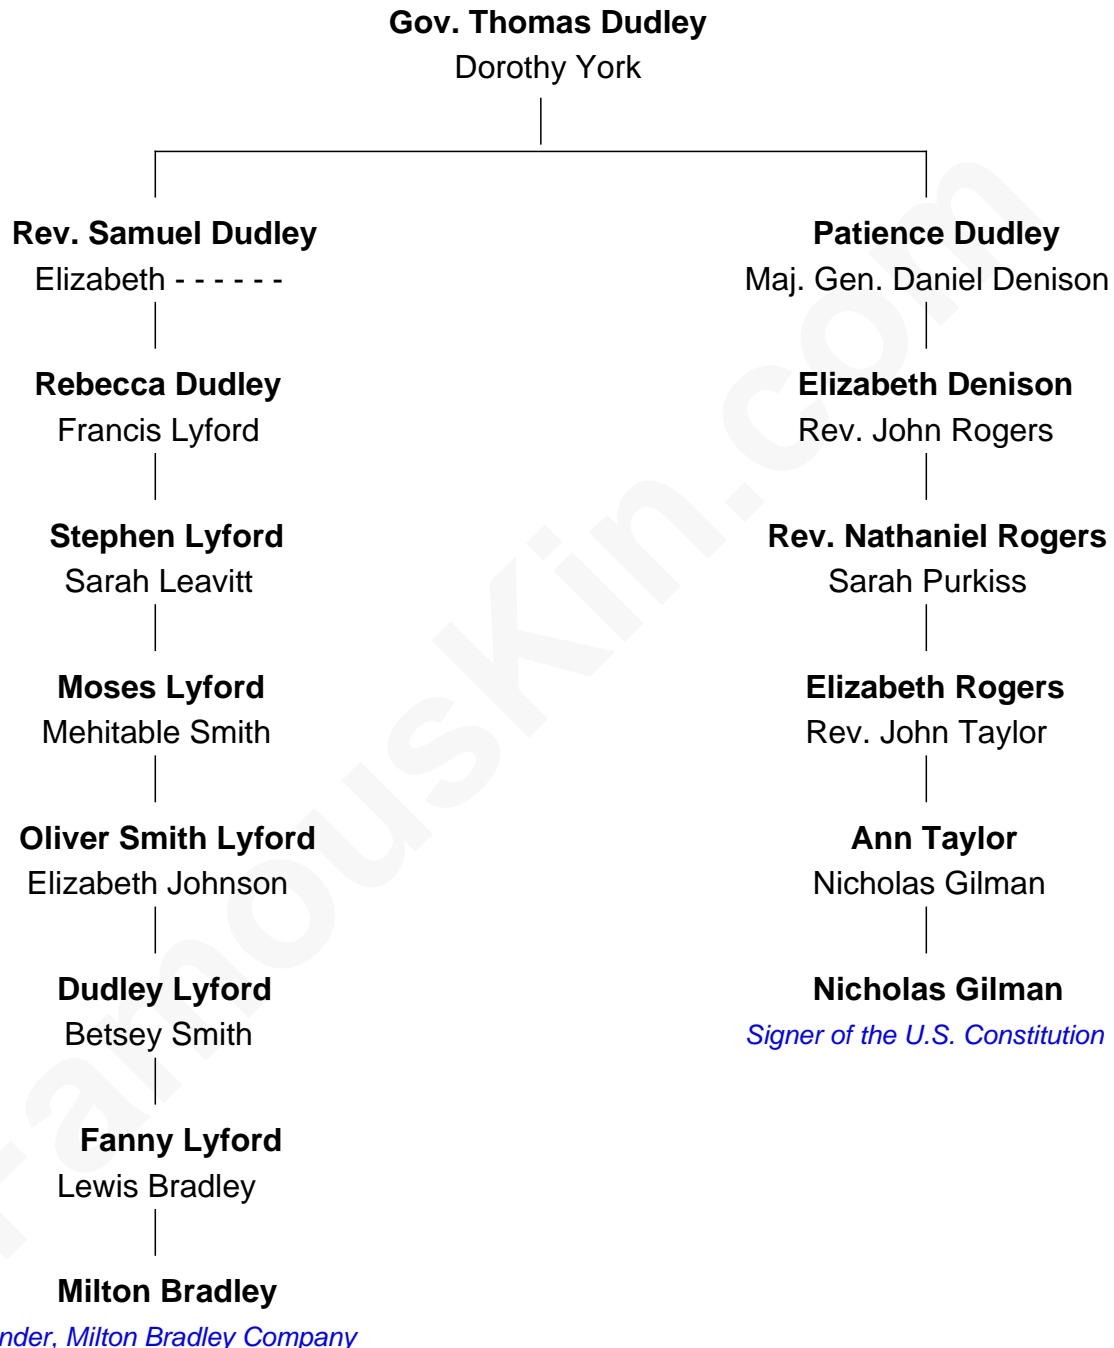 Gov. Thomas Dudley
Dorothy York
Rev. Samuel Dudley
Elizabeth - - - - - -
Rebecca Dudley
Francis Lyford
Stephen Lyford
Sarah Leavitt
Moses Lyford
Mehitable Smith
Oliver Smith Lyford
Elizabeth Johnson
Dudley Lyford
Betsey Smith
Fanny Lyford
Lewis Bradley
Milton Bradley
nder, Milton Bradley Company
Patience Dudley
Maj. Gen. Daniel Denison
Elizabeth Denison
Rev. John Rogers
Rev. Nathaniel Rogers
Sarah Purkiss
Elizabeth Rogers
Rev. John Taylor
Ann Taylor
Nicholas Gilman
Nicholas Gilman
Signer of the U.S. Constitution
FamousKin.com